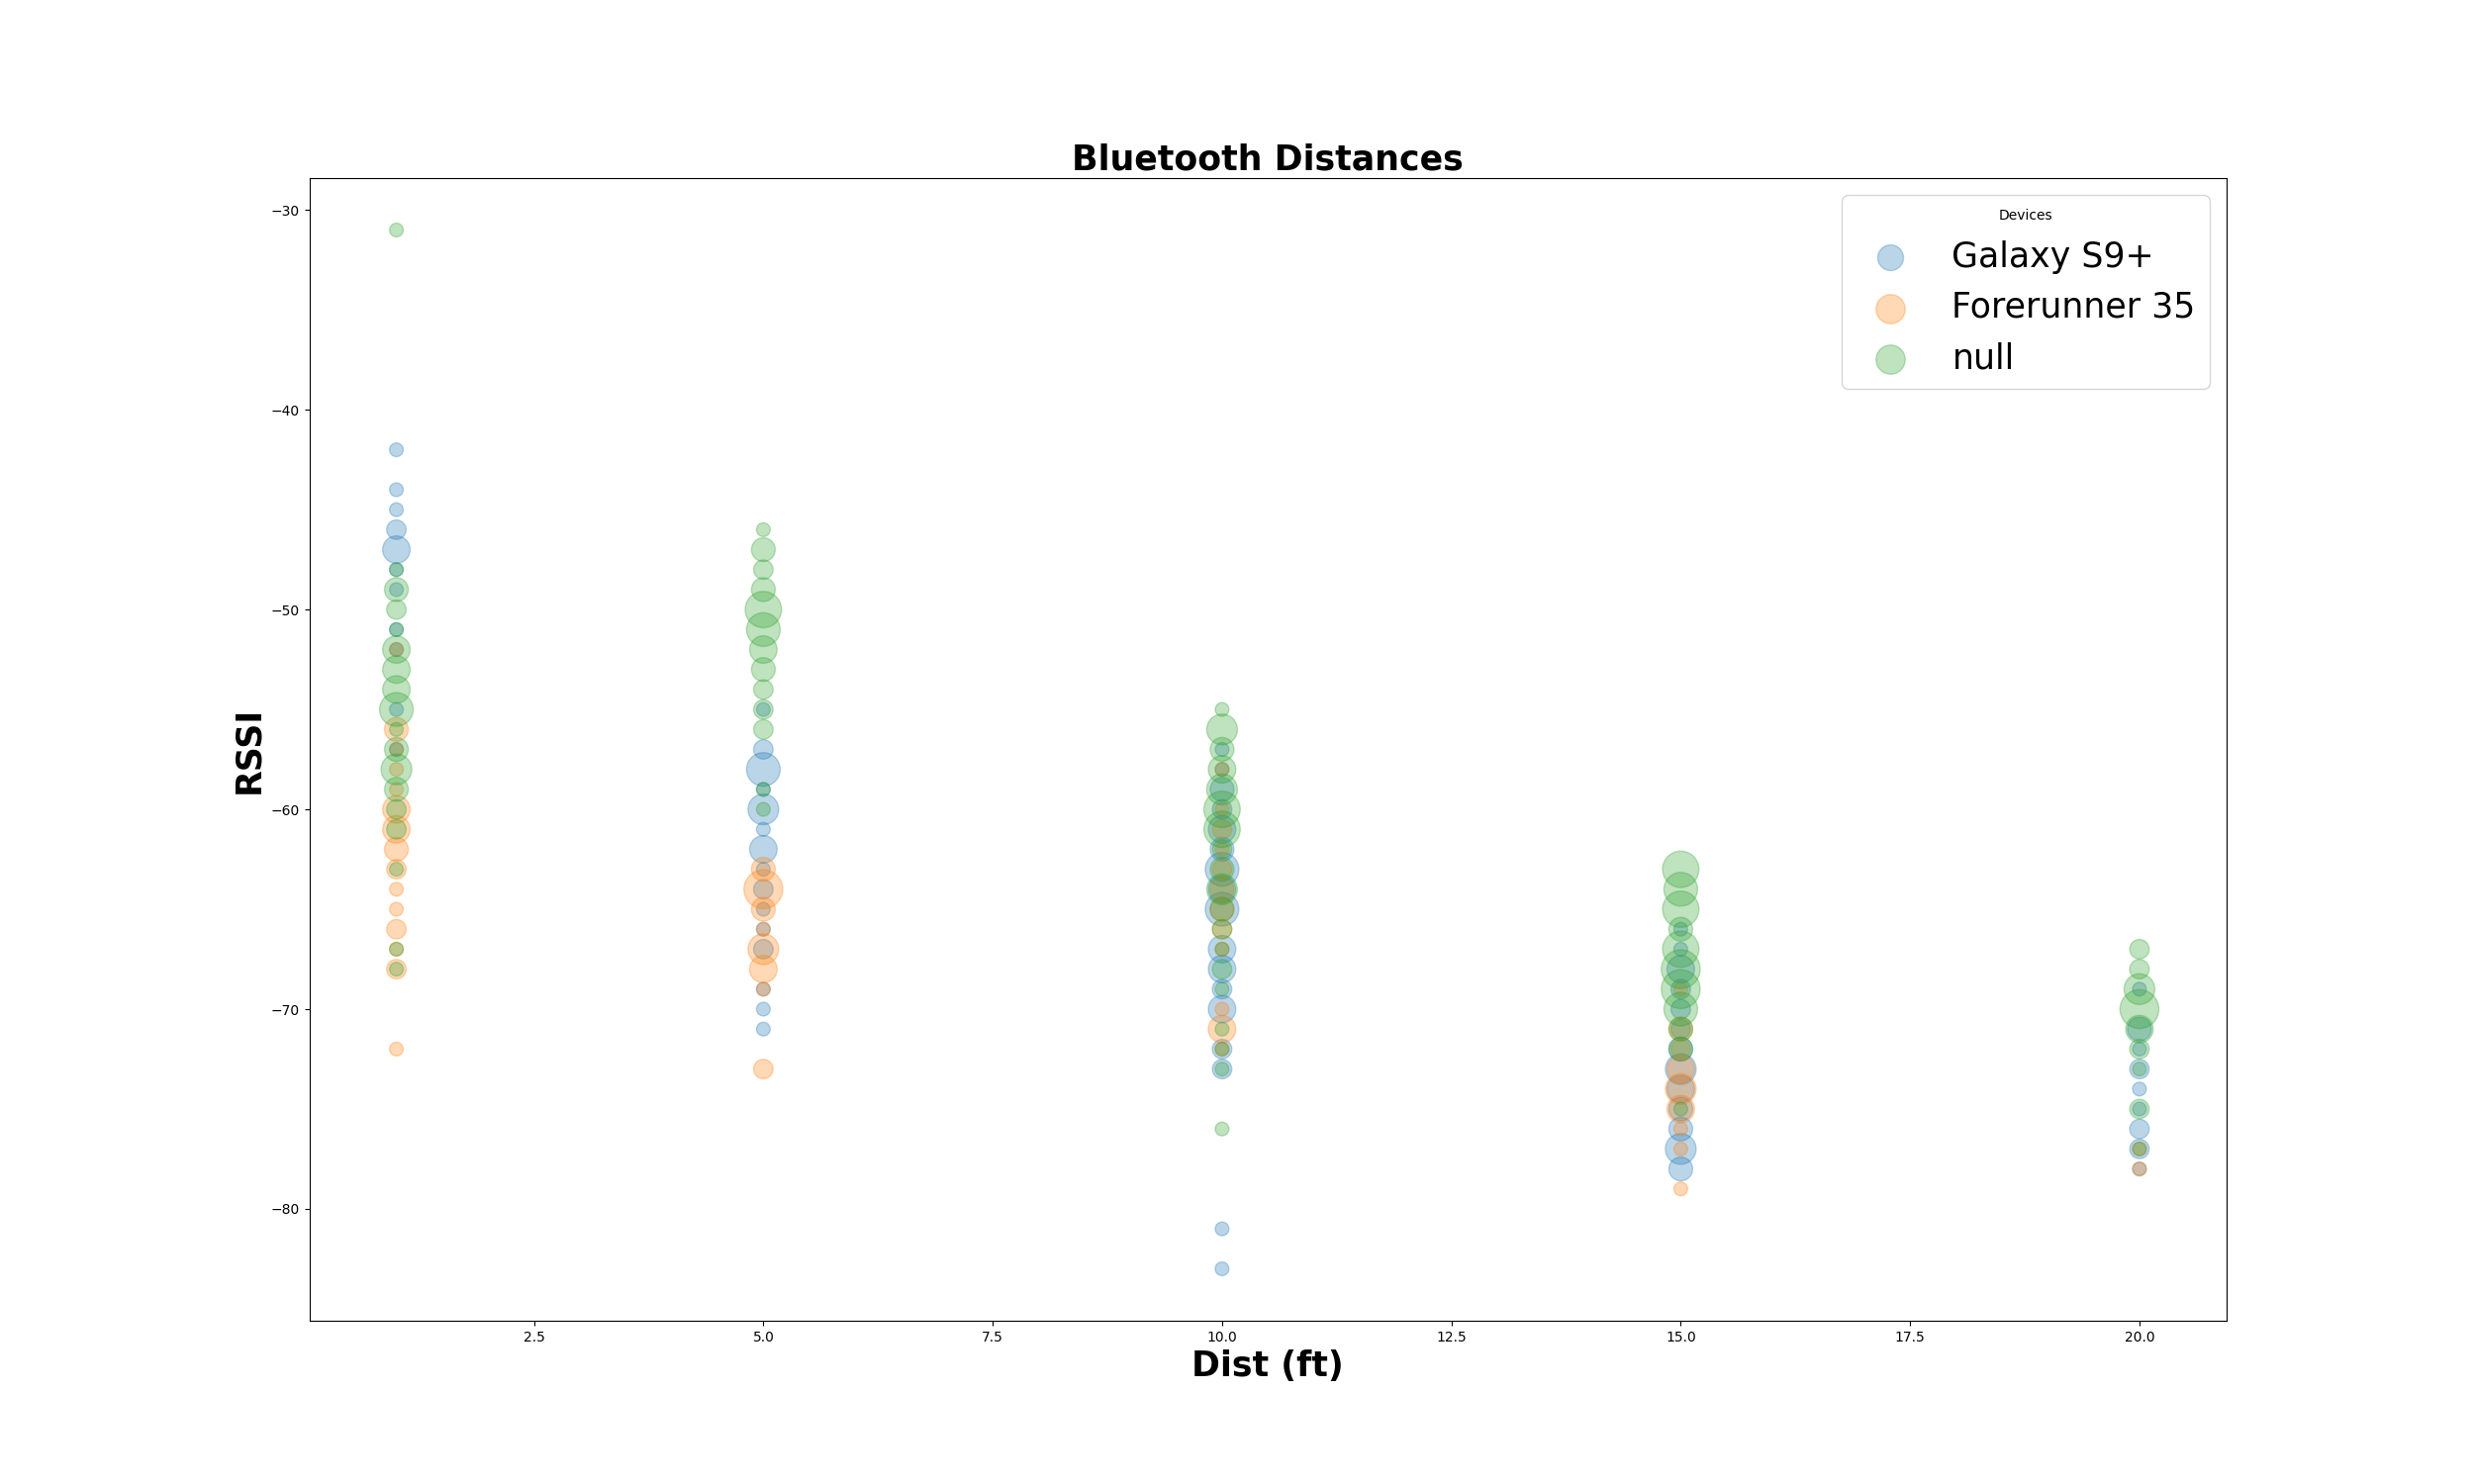 Bluetooth Distances
Devices
Galaxy S9+
Forerunner 35
null
RSSI
−30
−40
−50
−60
−70
−80
2.5 5.0 7.5 10.0 12.5 15.0 17.5 20.0
Dist (ft)